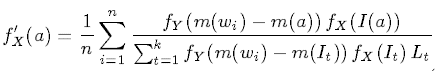 f'_X(a) = \frac{1}{n} \sum_{i=1}^{n} \frac{f_Y(m(w_i) - m(a)) f_X(I(a))}{\sum_{t=1}^{k} f_Y(m(w_i) - m(I_t)) f_X(I_t) L_t},